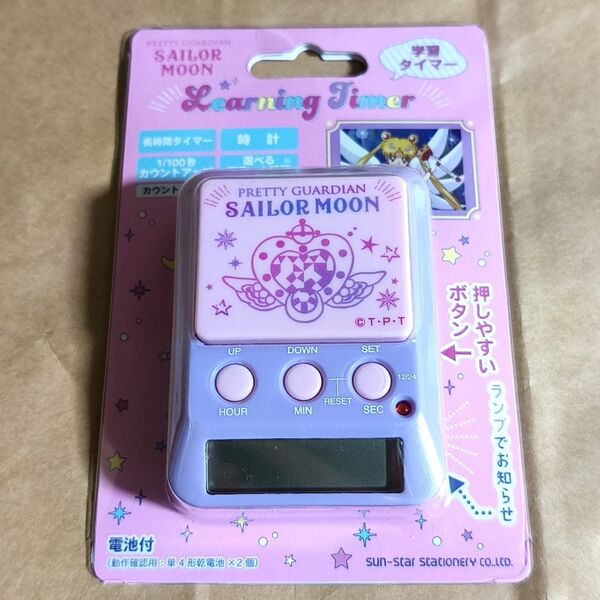 PRETTY GUARDIAN
SAILOR
MOON
学習
タイマー
Learning Timer
長時間タイマー
時計
1/100秒
カウントア
選べる
カウント
PRETTY GUARDIAN
SAILOR MOON
©T・P・T
UP
DOWN
SET
12/24
RESET
HOUR
MIN
SEC
押しやすい
ボタン
ランプでお知らせ
電池付
(動作確認用:単4形乾電池×2個)
SUN-STAR STATIONERY CO.,LTD.